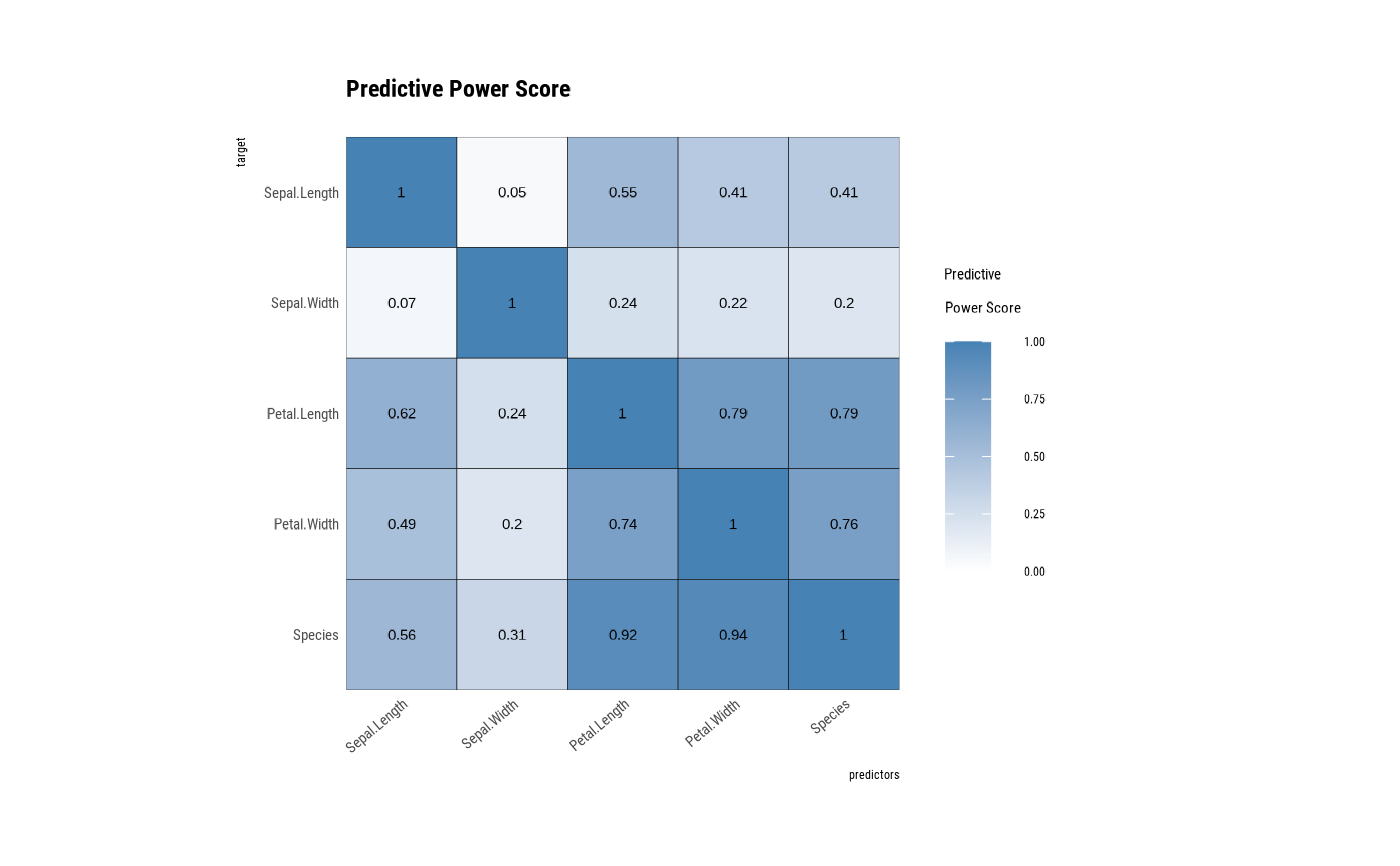 Predictive Power Score
target
Sepal.Length 1 0.05 0.55 0.41 0.41
Sepal.Width 0.07 1 0.24 0.22 0.2
Petal.Length 0.62 0.24 1 0.79 0.79
Petal.Width 0.49 0.2 0.74 1 0.76
Species 0.56 0.31 0.92 0.94 1
Sepal.Length Sepal.Width Petal.Length Petal.Width Species
predictors
Predictive
Power Score
1.00
0.75
0.50
0.25
0.00